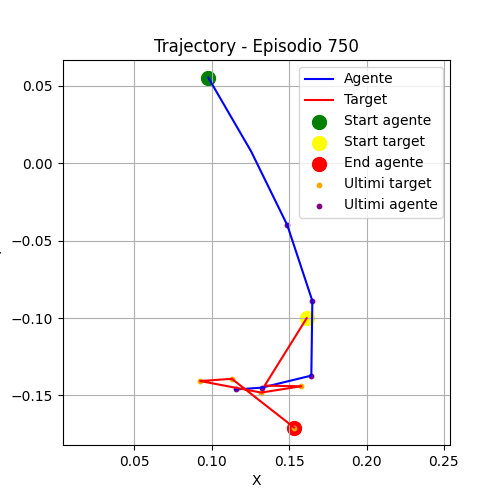 Trajectory - Episodio 750
Agente
Target
Start agente
Start target
End agente
Ultimi target
Ultimi agente
0.05
0.00
−0.05
−0.10
−0.15
0.05
0.10
0.15
0.20
0.25
X